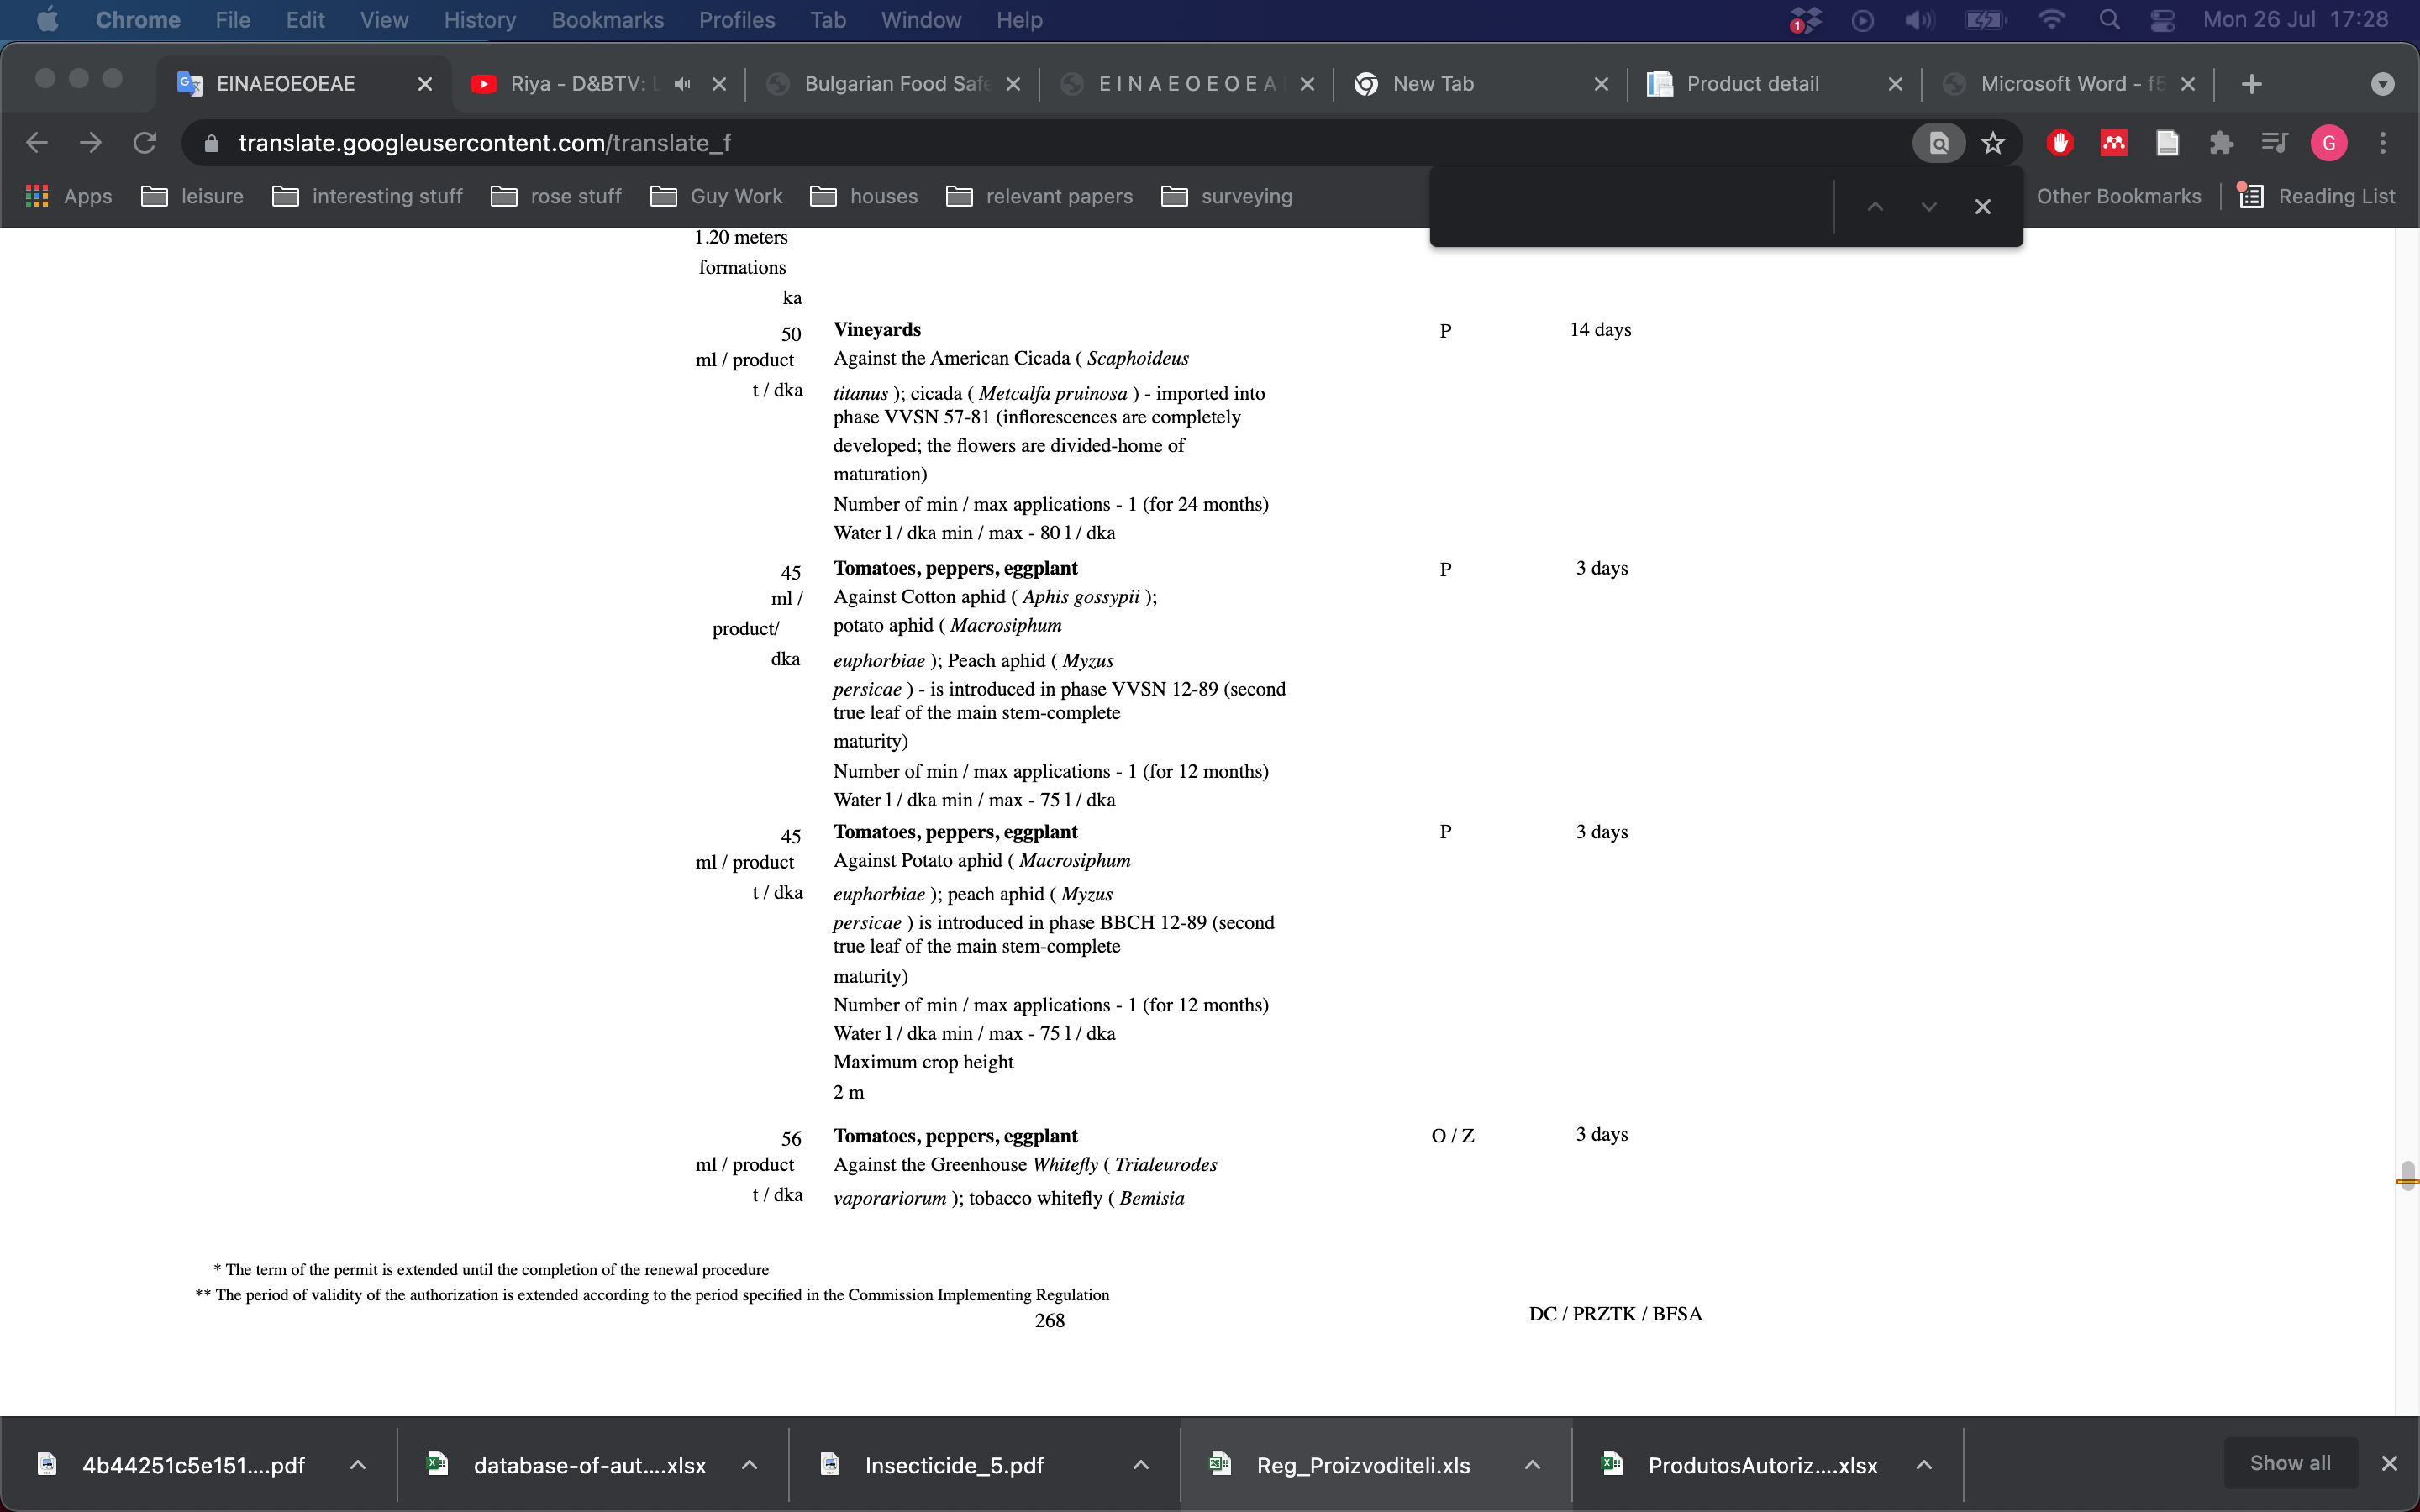 Chrome File Edit View History Bookmarks Profiles Tab Window Help 1 Mon 26 Jul 17:28
EINAEOEOEAE Riya - D&BTV: L Bulgarian Food Safe E I N A E O E O E A New Tab Product detail Microsoft Word - f5
translate.googleusercontent.com/translate_f G
Apps leisure interesting stuff rose stuff Guy Work houses relevant papers surveying Other Bookmarks Reading List
1.20 meters
formations
ka
50 Vineyards P 14 days
ml / product Against the American Cicada ( Scaphoideus
t / dka titanus ); cicada ( Metcalfa pruinosa ) - imported into
phase VVSN 57-81 (inflorescences are completely
developed; the flowers are divided-home of
maturation)
Number of min / max applications - 1 (for 24 months)
Water l / dka min / max - 80 l / dka
45 Tomatoes, peppers, eggplant P 3 days
ml / Against Cotton aphid ( Aphis gossypii );
product/ potato aphid ( Macrosiphum
dka euphorbiae ); Peach aphid ( Myzus
persicae ) - is introduced in phase VVSN 12-89 (second
true leaf of the main stem-complete
maturity)
Number of min / max applications - 1 (for 12 months)
Water l / dka min / max - 75 l / dka
45 Tomatoes, peppers, eggplant P 3 days
ml / product Against Potato aphid ( Macrosiphum
t / dka euphorbiae ); peach aphid ( Myzus
persicae ) is introduced in phase BBCH 12-89 (second
true leaf of the main stem-complete
maturity)
Number of min / max applications - 1 (for 12 months)
Water l / dka min / max - 75 l / dka
Maximum crop height
2 m
56 Tomatoes, peppers, eggplant O / Z 3 days
ml / product Against the Greenhouse Whitefly ( Trialeurodes
t / dka vaporariorum ); tobacco whitefly ( Bemisia
* The term of the permit is extended until the completion of the renewal procedure
** The period of validity of the authorization is extended according to the period specified in the Commission Implementing Regulation
268 DC / PRZTK / BFSA
4b44251c5e151....pdf database-of-aut....xlsx Insecticide_5.pdf Reg_Proizvoditeli.xls ProdutosAutoriz....xlsx Show all